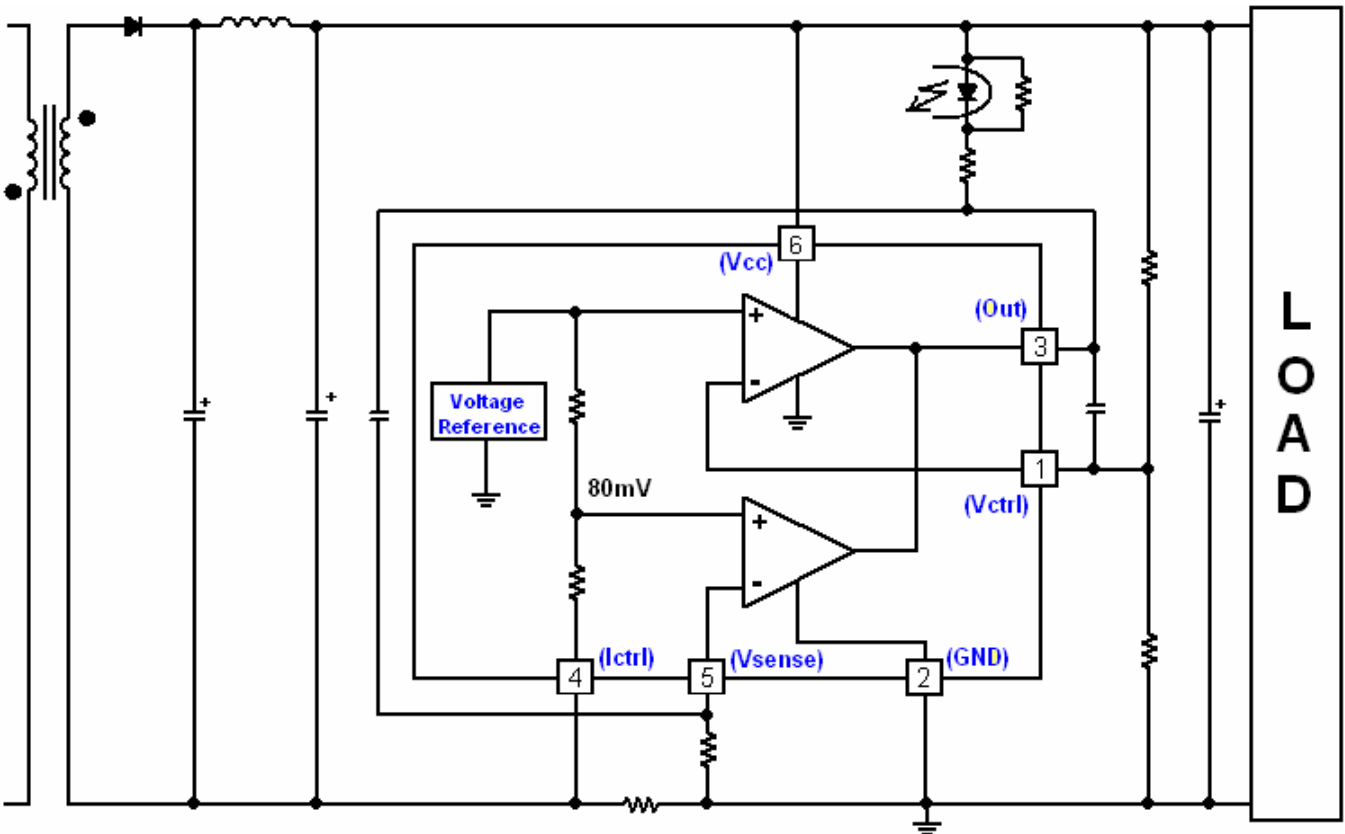 6
(Vcc)
(Out)
+
3
-
Voltage
Reference
+
+
+
1
80mV
(Vctrl)
+
-
(Ictrl)
(Vsense)
(GND)
4
5
2
L
O
A
D